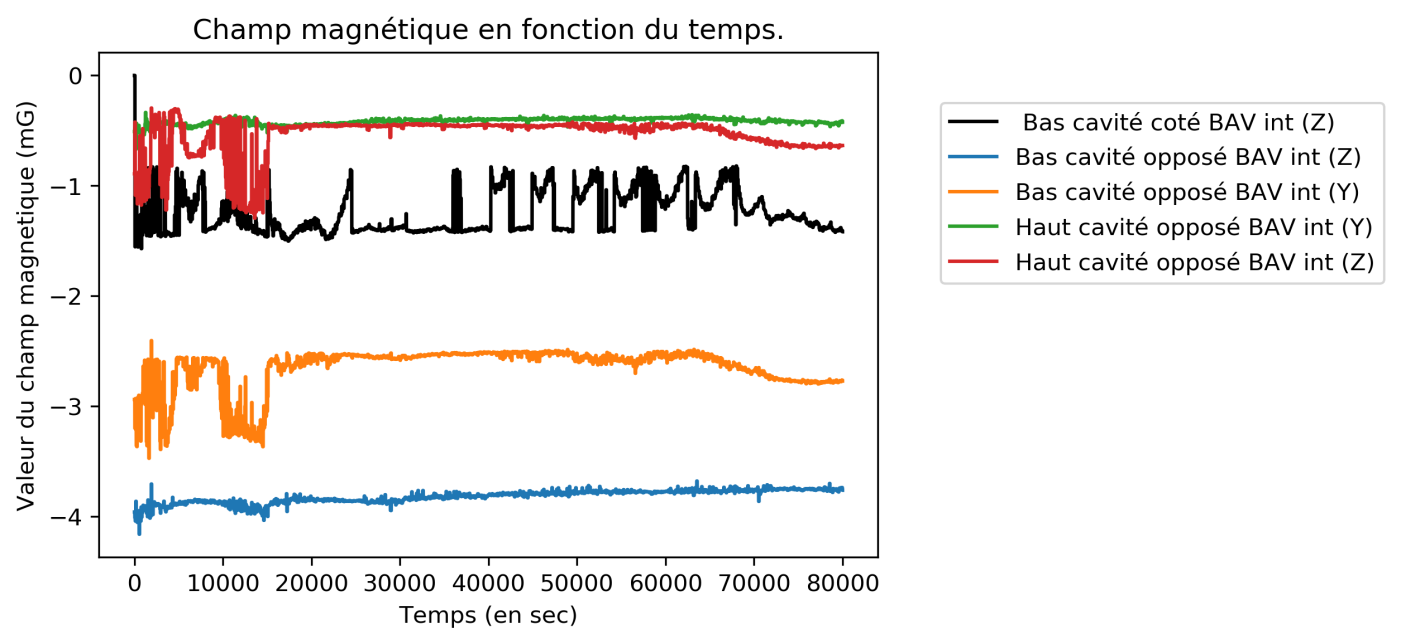 Champ magnétique en fonction du temps.
Valeur du champ magnetique (mG)
0
−1
−2
−3
−4
0 10000 20000 30000 40000 50000 60000 70000 80000
Temps (en sec)
Bas cavité coté BAV int (Z)
Bas cavité opposé BAV int (Z)
Bas cavité opposé BAV int (Y)
Haut cavité opposé BAV int (Y)
Haut cavité opposé BAV int (Z)